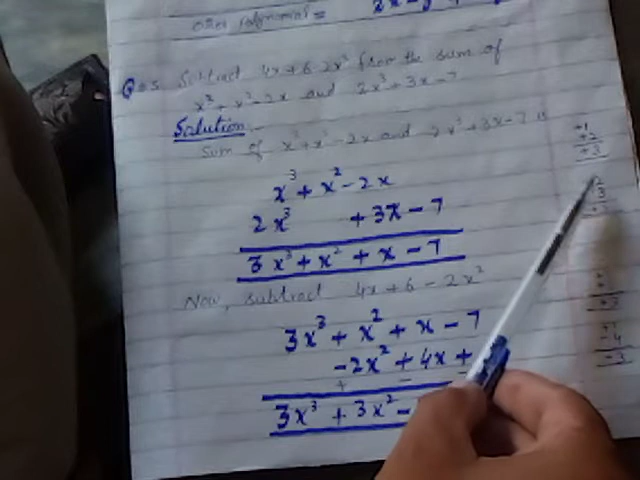 other polynomial =
Q#05 Subtract 4x+6-2x² from the sum of
x³+x²-2x and 2x³+3x-7
Solution
Sum of x³+x²-2x and 2x³+3x-7 is
x³+x²-2x
2x³ +3x-7
3x³+x²+x-7
Now, subtract 4x+6-2x²
3x³+x²+x-7
-2x²+4x+
+ -
3x³+3x²-